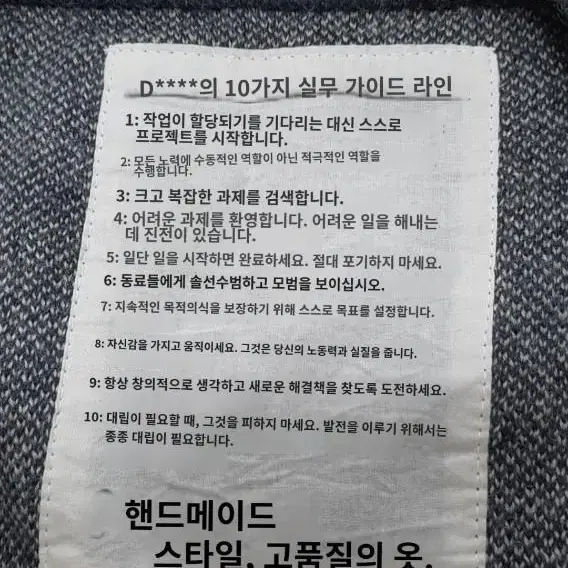 D****의 10가지 실무 가이드 라인
1: 작업이 할당되기를 기다리는 대신 스스로
프로젝트를 시작합니다.
2: 모든 노력에 수동적인 역할이 아닌 적극적인 역할을
수행합니다.
3: 크고 복잡한 과제를 검색합니다.
4: 어려운 과제를 환영합니다. 어려운 일을 해내는
데 진전이 있습니다.
5: 일단 일을 시작하면 완료하세요. 절대 포기하지 마세요.
6: 동료들에게 솔선수범하고 모범을 보이십시오.
7: 지속적인 목적의식을 보장하기 위해 스스로 목표를 설정합니다.
8: 자신감을 가지고 움직이세요. 그것은 당신의 노동력과 실질을 줍니다.
9: 항상 창의적으로 생각하고 새로운 해결책을 찾도록 도전하세요.
10: 대립이 필요할 때, 그것을 피하지 마세요. 발전을 이루기 위해서는
종종 대립이 필요합니다.
핸드메이드
스타일, 고품질의 옷.